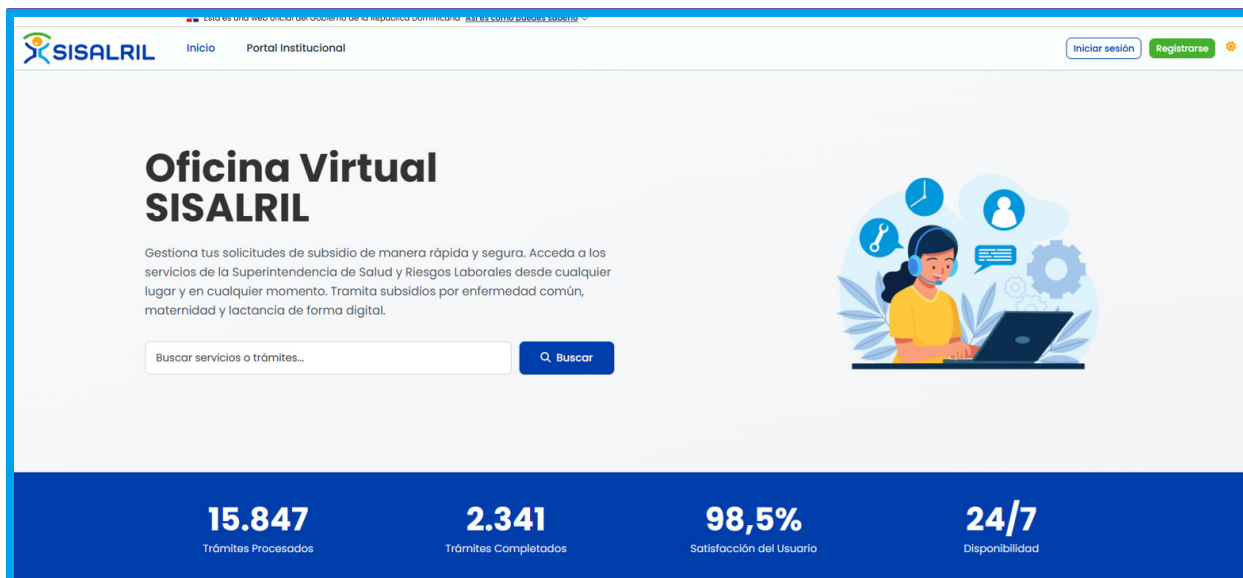 Esta es una web oficial del Gobierno de la República Dominicana Así es como puedes saberlo
SISALRIL
Inicio
Portal Institucional
Iniciar sesión
Registrarse
Oficina Virtual
SISALRIL
Gestiona tus solicitudes de subsidio de manera rápida y segura. Acceda a los
servicios de la Superintendencia de Salud y Riesgos Laborales desde cualquier
lugar y en cualquier momento. Tramita subsidios por enfermedad común,
maternidad y lactancia de forma digital.
Buscar servicios o trámites...
Buscar
15.847
Trámites Procesados
2.341
Trámites Completados
98,5%
Satisfacción del Usuario
24/7
Disponibilidad